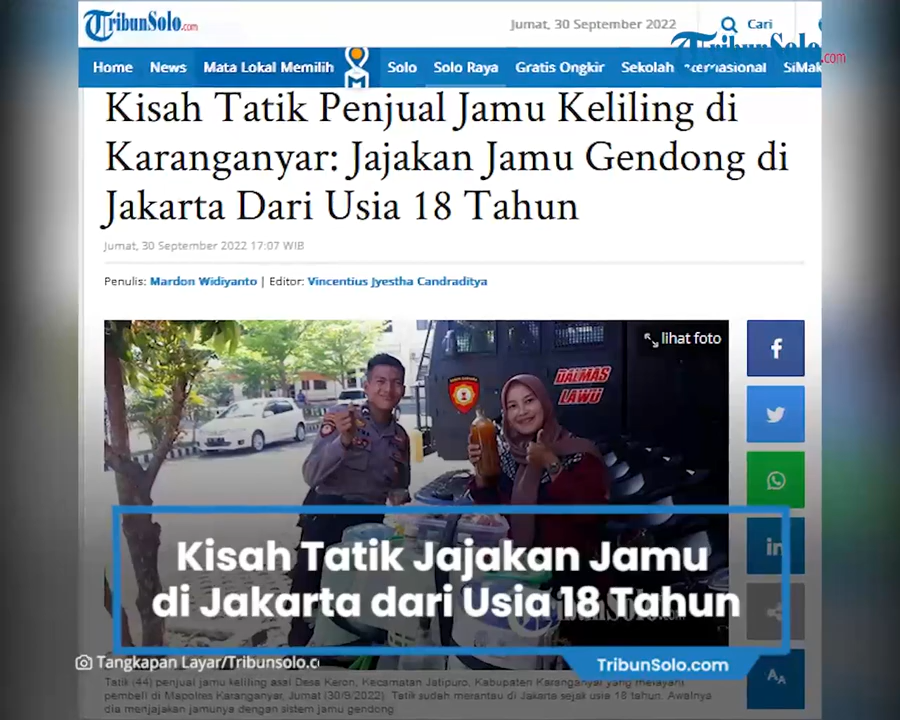 TribunSolo.com
Jumat, 30 September 2022
Cari
TribunSolo.com
Home News Mata Lokal Memilih Solo Solo Raya Gratis Ongkir Sekolah SiMak
Kisah Tatik Penjual Jamu Keliling di
Karanganyar: Jajakan Jamu Gendong di
Jakarta Dari Usia 18 Tahun
Jumat, 30 September 2022 17:07 WIB
Penulis: Mardon Widiyanto | Editor: Vincentius Jyestha Candraditya
lihat foto
DALMAS
LAWU
Kisah Tatik Jajakan Jamu
di Jakarta dari Usia 18 Tahun
Tangkapan Layar/Tribunsolo.c
TribunSolo.com
Tatik (44) penjual jamu keliling asal Desa Keron, Kecamatan Jatipuro, Kabupaten Karanganyar yang melayani
pembeli di Mapolres Karanganyar, Jumat (30/9/2022). Tatik sudah merantau di Jakarta sejak usia 18 tahun. Awalnya
dia menjajakan jamunya dengan sistem jamu gendong